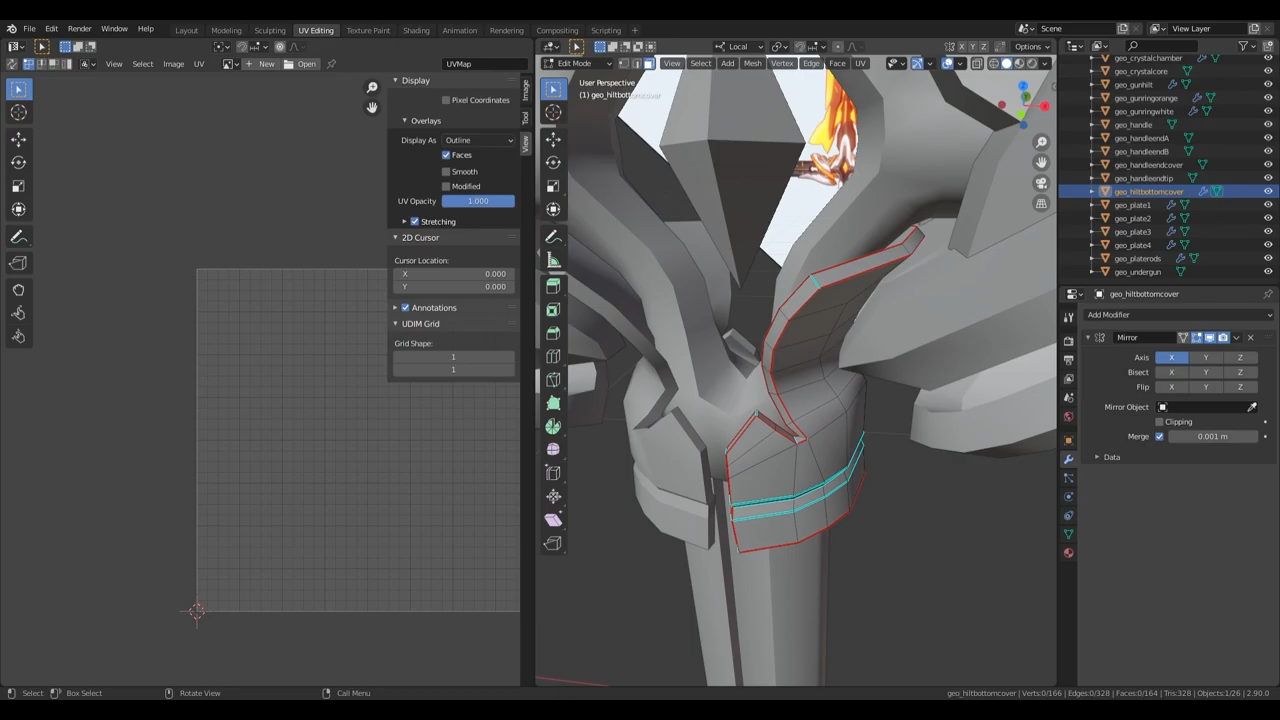 File Edit Render Window Help
Layout Modeling Sculpting UV Editing Texture Paint Shading Animation Rendering Compositing Scripting
Scene View Layer
Local Options
View Select Image UV New Open UVMap
Edit Mode View Select Add Mesh Vertex Edge Face UV
User Perspective
(1) geo_hiltbottomcover
Display
Pixel Coordinates
Overlays
Display As Outline
Faces
Smooth
Modified
UV Opacity 1.000
Stretching
2D Cursor
Cursor Location:
X 0.000
Y 0.000
Annotations
UDIM Grid
Grid Shape:
1
1
Image
Tool
View
geo_crystalchamber
geo_crystalcore
geo_gunhilt
geo_gunringorange
geo_gunringwhite
geo_handle
geo_handleendA
geo_handleendB
geo_handleendcover
geo_handleendtip
geo_hiltbottomcover
geo_plate1
geo_plate2
geo_plate3
geo_plate4
geo_platerods
geo_undergun
geo_hiltbottomcover
Add Modifier
Mirror
Axis X Y Z
Bisect X Y Z
Flip X Y Z
Mirror Object
Clipping
Merge 0.001 m
Data
Select Box Select Rotate View Call Menu
geo_hiltbottomcover | Verts:0/166 | Edges:0/328 | Faces:0/164 | Tris:328 | Objects:1/26 | 2.90.0